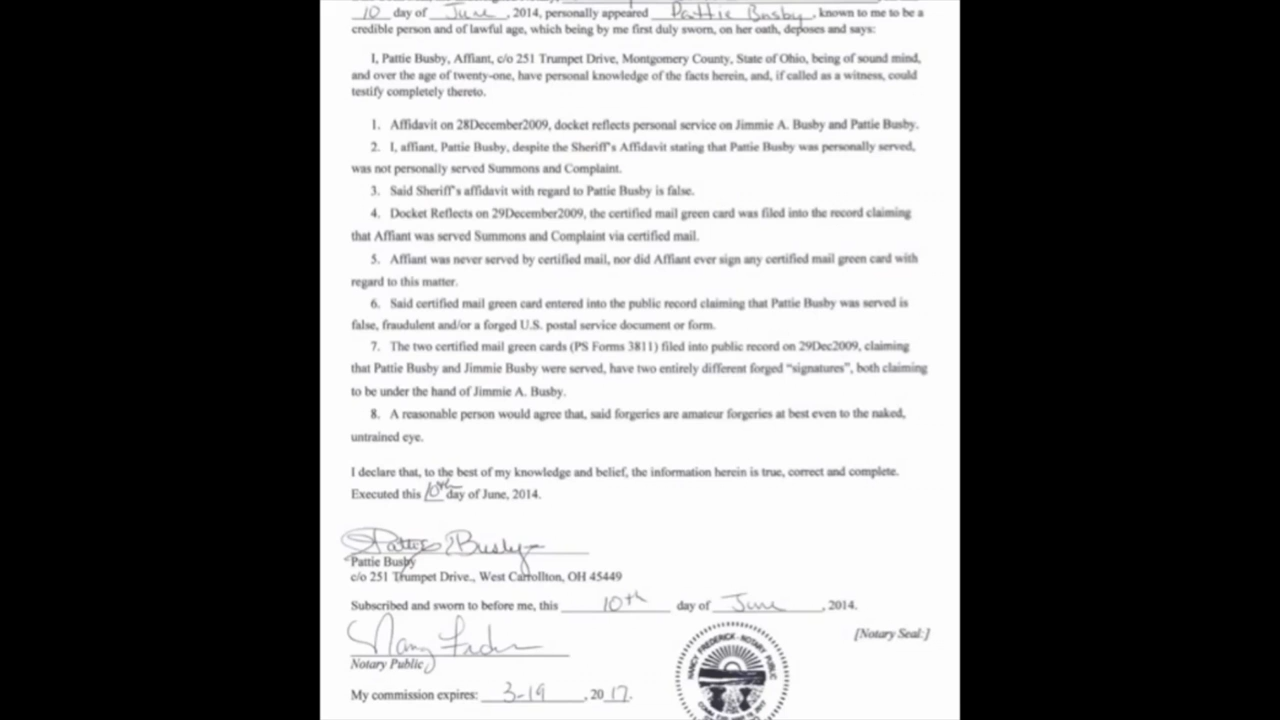 10 day of June, 2014, personally appeared Pattie Busby, known to me to be a
credible person and of lawful age, which being by me first duly sworn, on her oath, deposes and says:
I, Pattie Busby, Affiant, c/o 251 Trumpet Drive, Montgomery County, State of Ohio, being of sound mind,
and over the age of twenty-one, have personal knowledge of the facts herein, and, if called as a witness, could
testify completely thereto.
1. Affidavit on 28December2009, docket reflects personal service on Jimmie A. Busby and Pattie Busby.
2. I, affiant, Pattie Busby, despite the Sheriff's Affidavit stating that Pattie Busby was personally served,
was not personally served Summons and Complaint.
3. Said Sheriff's affidavit with regard to Pattie Busby is false.
4. Docket Reflects on 29December2009, the certified mail green card was filed into the record claiming
that Affiant was served Summons and Complaint via certified mail.
5. Affiant was never served by certified mail, nor did Affiant ever sign any certified mail green card with
regard to this matter.
6. Said certified mail green card entered into the public record claiming that Pattie Busby was served is
false, fraudulent and/or a forged U.S. postal service document or form.
7. The two certified mail green cards (PS Forms 3811) filed into public record on 29Dec2009, claiming
that Pattie Busby and Jimmie Busby were served, have two entirely different forged “signatures”, both claiming
to be under the hand of Jimmie A. Busby.
8. A reasonable person would agree that, said forgeries are amateur forgeries at best even to the naked,
untrained eye.
I declare that, to the best of my knowledge and belief, the information herein is true, correct and complete.
Executed this 10th day of June, 2014.
Pattie Busby
Pattie Busby
c/o 251 Trumpet Drive., West Carrollton, OH 45449
Subscribed and sworn to before me, this 10th day of June, 2014.
[Notary Seal:]
Notary Public
NANCY FREDERICK - NOTARY PUBLIC
My commission expires: 3-19, 2017.